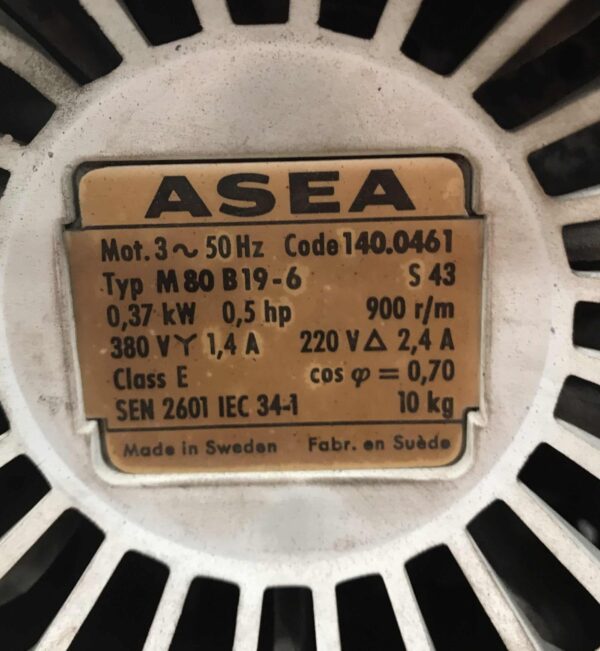 ASEA
Mot. 3 ~ 50 Hz Code 140.0461
Typ M 80 B 19-6 S 43
0,37 kW 0,5 hp 900 r/m
380 V Y 1,4 A 220 V △ 2,4 A
Class E cos φ = 0,70
SEN 2601 IEC 34-1 10 kg
Made in Sweden Fabr. en Suède